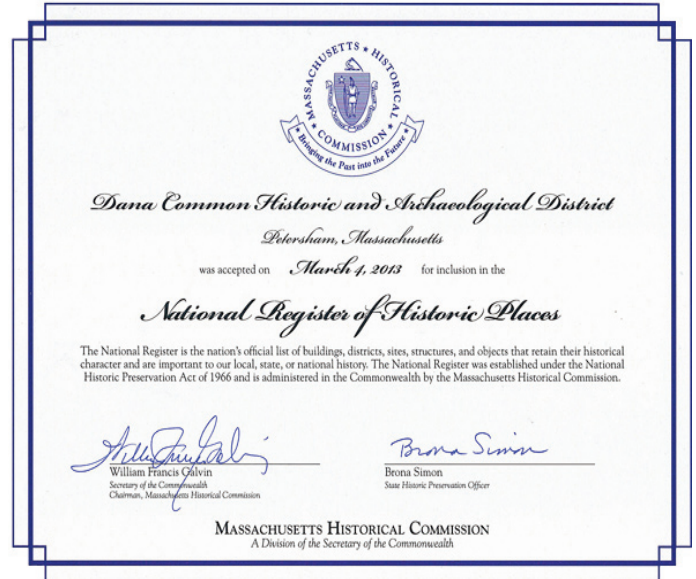 MASSACHUSETTS ★ HISTORICAL ★ COMMISSION ★
★ Bringing the Past into the Future ★
Dana Common Historic and Archaeological District
Petersham, Massachusetts
was accepted on March 4, 2013 for inclusion in the
National Register of Historic Places
The National Register is the nation's official list of buildings, districts, sites, structures, and objects that retain their historical
character and are important to our local, state, or national history. The National Register was established under the National
Historic Preservation Act of 1966 and is administered in the Commonwealth by the Massachusetts Historical Commission.
Brona Simon
William Francis Galvin
Brona Simon
Secretary of the Commonwealth
State Historic Preservation Officer
Chairman, Massachusetts Historical Commission
MASSACHUSETTS HISTORICAL COMMISSION
A Division of the Secretary of the Commonwealth